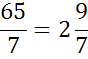 65/7 = 2 9/7